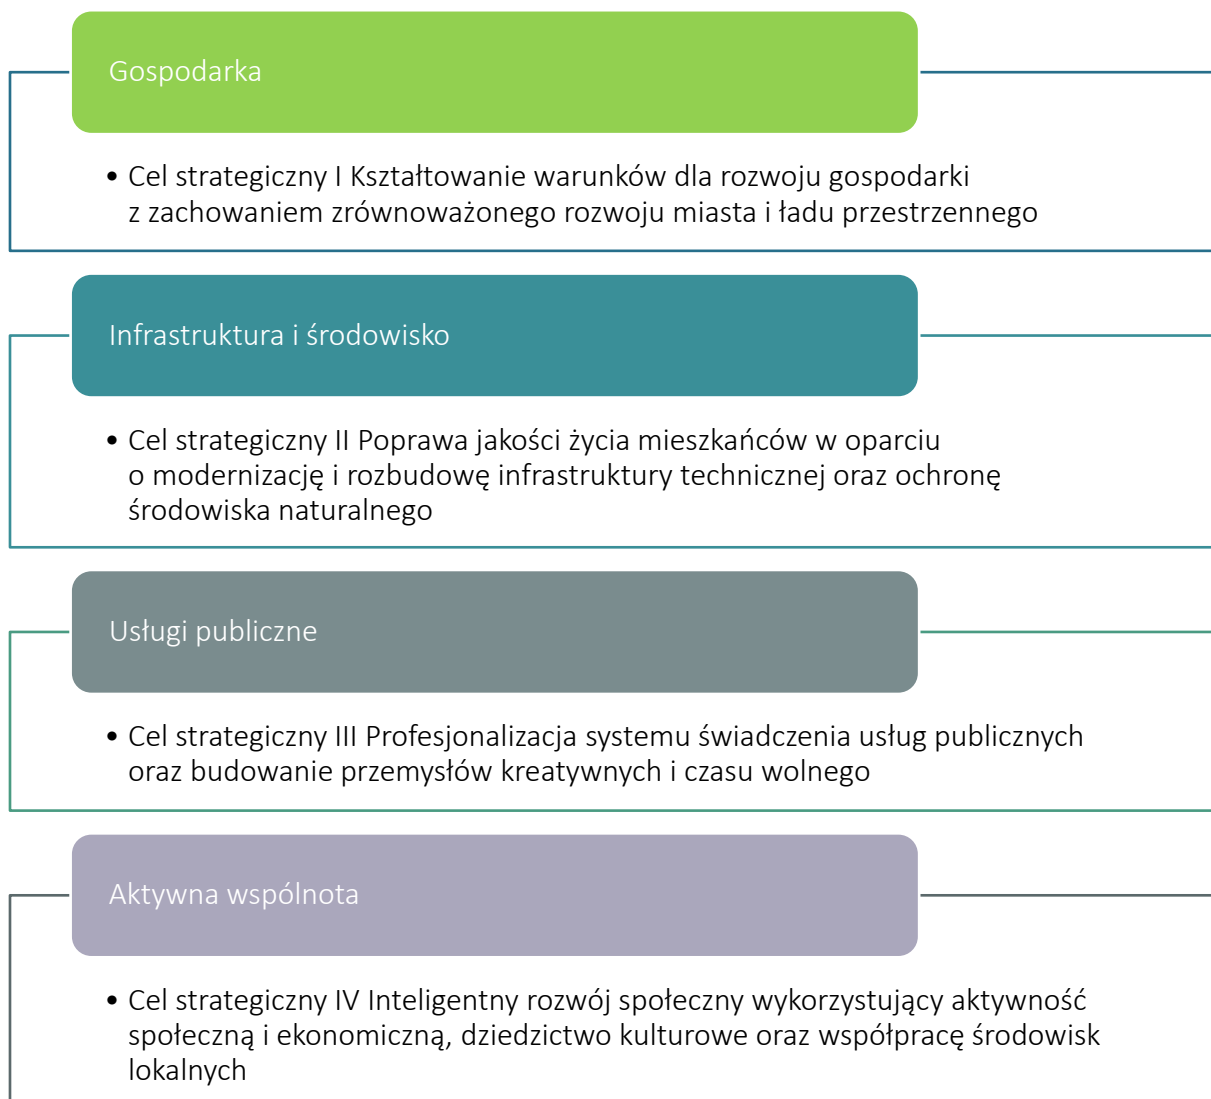 Gospodarka
• Cel strategiczny I Kształtowanie warunków dla rozwoju gospodarki
z zachowaniem zrównoważonego rozwoju miasta i ładu przestrzennego
Infrastruktura i środowisko
• Cel strategiczny II Poprawa jakości życia mieszkańców w oparciu
o modernizację i rozbudowę infrastruktury technicznej oraz ochronę
środowiska naturalnego
Usługi publiczne
• Cel strategiczny III Profesjonalizacja systemu świadczenia usług publicznych
oraz budowanie przemysłów kreatywnych i czasu wolnego
Aktywna wspólnota
• Cel strategiczny IV Inteligentny rozwój społeczny wykorzystujący aktywność
społeczną i ekonomiczną, dziedzictwo kulturowe oraz współpracę środowisk
lokalnych